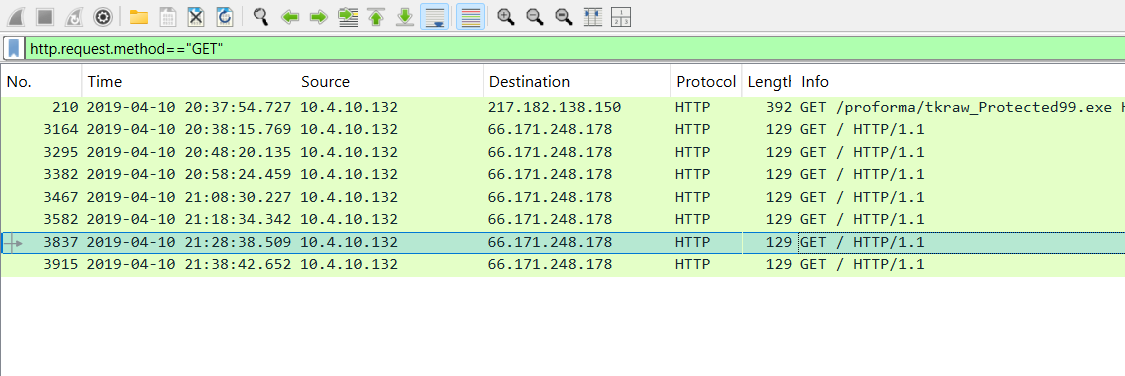 http.request.method=="GET"
No. Time Source Destination Protocol Lengtl Info
210 2019-04-10 20:37:54.727 10.4.10.132 217.182.138.150 HTTP 392 GET /proforma/tkraw_Protected99.exe H
3164 2019-04-10 20:38:15.769 10.4.10.132 66.171.248.178 HTTP 129 GET / HTTP/1.1
3295 2019-04-10 20:48:20.135 10.4.10.132 66.171.248.178 HTTP 129 GET / HTTP/1.1
3382 2019-04-10 20:58:24.459 10.4.10.132 66.171.248.178 HTTP 129 GET / HTTP/1.1
3467 2019-04-10 21:08:30.227 10.4.10.132 66.171.248.178 HTTP 129 GET / HTTP/1.1
3582 2019-04-10 21:18:34.342 10.4.10.132 66.171.248.178 HTTP 129 GET / HTTP/1.1
3837 2019-04-10 21:28:38.509 10.4.10.132 66.171.248.178 HTTP 129 GET / HTTP/1.1
3915 2019-04-10 21:38:42.652 10.4.10.132 66.171.248.178 HTTP 129 GET / HTTP/1.1